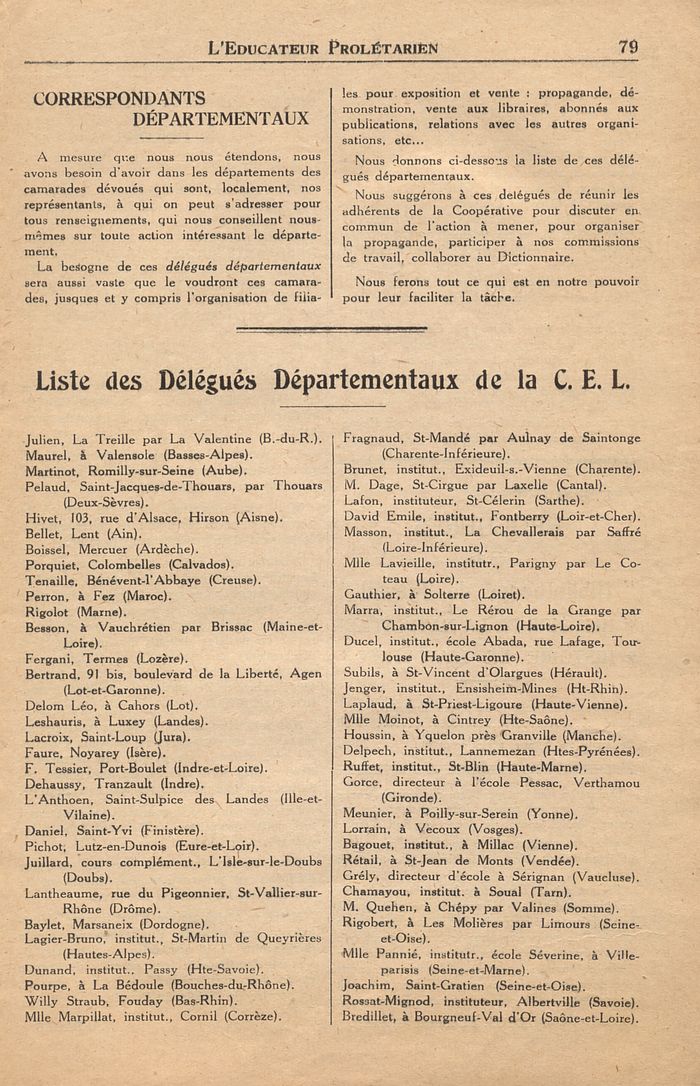 L'Educateur Prolétarien 79
CORRESPONDANTS
DÉPARTEMENTAUX
A mesure que nous nous étendons, nous
avons besoin d'avoir dans les départements des
camarades dévoués qui sont, localement, nos
représentants, à qui on peut s'adresser pour
tous renseignements, qui nous conseillent nous-
mêmes sur toute action intéressant le départe-
ment,
La besogne de ces délégués départementaux
sera aussi vaste que le voudront ces camara-
des, jusques et y compris l'organisation de filia-
les pour exposition et vente : propagande, dé-
monstration, vente aux libraires, abonnés aux
publications, relations avec les autres organi-
sations, etc...
Nous donnons ci-dessous la liste de ces délé-
gués départementaux.
Nous suggérons à ces delégués de réunir les
adhérents de la Coopérative pour discuter en
commun de l'action à mener, pour organiser
la propagande, participer à nos commissions
de travail, collaborer au Dictionnaire.
Nous ferons tout ce qui est en notre pouvoir
pour leur faciliter la tâche.
Liste des Délégués Départementaux de la C. E. L.
Julien, La Treille par La Valentine (B.-du-R.).
Maurel, à Valensole (Basses-Alpes).
Martinot, Romilly-sur-Seine (Aube).
Pelaud, Saint-Jacques-de-Thouars, par Thouars
(Deux-Sèvres).
Hivet, 103, rue d'Alsace, Hirson (Aisne).
Bellet, Lent (Ain).
Boissel, Mercuer (Ardèche).
Porquiet, Colombelles (Calvados).
Tenaille, Bénévent-l'Abbaye (Creuse).
Perron, à Fez (Maroc).
Rigolot (Marne).
Besson, à Vauchrétien par Brissac (Maine-et-
Loire).
Fergani, Termes (Lozère).
Bertrand, 91 bis, boulevard de la Liberté, Agen
(Lot-et-Garonne).
Delom Léo, à Cahors (Lot).
Leshauris, à Luxey (Landes).
Lacroix, Saint-Loup (Jura).
Faure, Noyarey (Isère).
F. Tessier, Port-Boulet (Indre-et-Loire).
Dehaussy, Tranzault (Indre).
L'Anthoen, Saint-Sulpice des Landes (Ille-et-
Vilaine).
Daniel, Saint-Yvi (Finistère).
Pichot, Lutz-en-Dunois (Eure-et-Loir).
Juillard, cours complément., L'Isle-sur-le-Doubs
(Doubs).
Lantheaume, rue du Pigeonnier, St-Vallier-sur-
Rhône (Drôme).
Baylet, Marsaneix (Dordogne).
Lagier-Bruno, institut., St-Martin de Queyrières
(Hautes-Alpes).
Dunand, institut.. Passy (Hte-Savoie).
Pourpe, à La Bédoule (Bouches-du-Rhône).
Willy Straub, Fouday (Bas-Rhin).
Mlle Marpillat, institut., Cornil (Corrèze).
Fragnaud, St-Mandé par Aulnay de Saintonge
(Charente-Inférieure).
Brunet, institut., Exideuil-s.-Vienne (Charente).
M. Dage, St-Cirgue par Laxelle (Cantal).
Lafon, instituteur, St-Célerin (Sarthe).
David Emile, institut., Fontberry (Loir-et-Cher).
Masson, institut., La Chevallerais par Saffré
(Loire-Inférieure).
Mlle Lavieille, institutr., Parigny par Le Co-
teau (Loire).
Gauthier, à Solterre (Loiret).
Marra, institut., Le Rérou de la Grange par
Chambon-sur-Lignon (Haute-Loire).
Ducel, institut., école Abada, rue Lafage, Tou-
louse (Haute-Garonne).
Subils, à St-Vincent d'Olargues (Hérault).
Jenger, institut., Ensisheim-Mines (Ht-Rhin).
Laplaud, à St-Priest-Ligoure (Haute-Vienne).
Mlle Moinot, à Cintrey (Hte-Saône).
Houssin, à Yquelon près Granville (Manche).
Delpech, institut., Lannemezan (Htes-Pyrénées).
Ruffet, institut., St-Blin (Haute-Marne).
Gorce, directeur à l'école Pessac, Verthamou
(Gironde).
Meunier, à Poilly-sur-Serein (Yonne).
Lorrain, à Vecoux (Vosges).
Bagouet, institut., à Millac (Vienne).
Rétail, à St-Jean de Monts (Vendée).
Grély, directeur d'école à Sérignan (Vaucluse).
Chamayou, institut. à Soual (Tarn).
M. Quehen, à Chépy par Valines (Somme).
Rigobert, à Les Molières par Limours (Seine-
et-Oise).
Mlle Pannié, institutr., école Séverine, à Ville-
parisis (Seine-et-Marne).
Joachim, Saint-Gratien (Seine-et-Oise).
Rossat-Mignod, instituteur, Albertville (Savoie).
Bredillet, à Bourgneuf-Val d'Or (Saône-et-Loire).